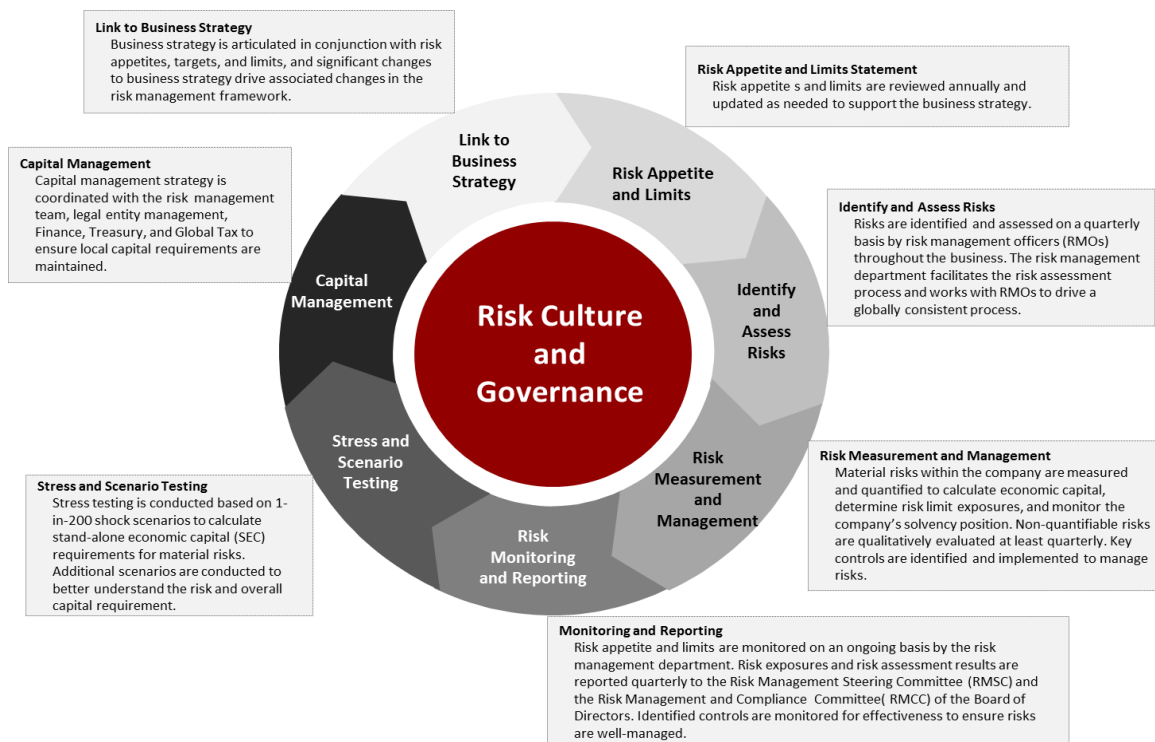 Link to Business Strategy
Business strategy is articulated in conjunction with risk
appetites, targets, and limits, and significant changes
to business strategy drive associated changes in the
risk management framework.
Risk Appetite and Limits Statement
Risk appetite s and limits are reviewed annually and
updated as needed to support the business strategy.
Capital Management
Capital management strategy is
coordinated with the risk management
team, legal entity management,
Finance, Treasury, and Global Tax to
ensure local capital requirements are
maintained.
Identify and Assess Risks
Risks are identified and assessed on a quarterly
basis by risk management officers (RMOs)
throughout the business. The risk management
department facilitates the risk assessment
process and works with RMOs to drive a
globally consistent process.
Link to
Business
Strategy
Risk Appetite
and Limits
Identify
and
Assess
Risks
Risk
Measurement
and
Management
Risk
Monitoring
and Reporting
Stress and
Scenario
Testing
Capital
Management
Risk Culture
and
Governance
Risk Measurement and Management
Material risks within the company are measured
and quantified to calculate economic capital,
determine risk limit exposures, and monitor the
company's solvency position. Non-quantifiable risks
are qualitatively evaluated at least quarterly. Key
controls are identified and implemented to manage
risks.
Stress and Scenario Testing
Stress testing is conducted based on 1-
in-200 shock scenarios to calculate
stand-alone economic capital (SEC)
requirements for material risks.
Additional scenarios are conducted to
better understand the risk and overall
capital requirement.
Monitoring and Reporting
Risk appetite and limits are monitored on an ongoing basis by the risk
management department. Risk exposures and risk assessment results are
reported quarterly to the Risk Management Steering Committee (RMSC) and
the Risk Management and Compliance Committee( RMCC) of the Board of
Directors. Identified controls are monitored for effectiveness to ensure risks
are well-managed.